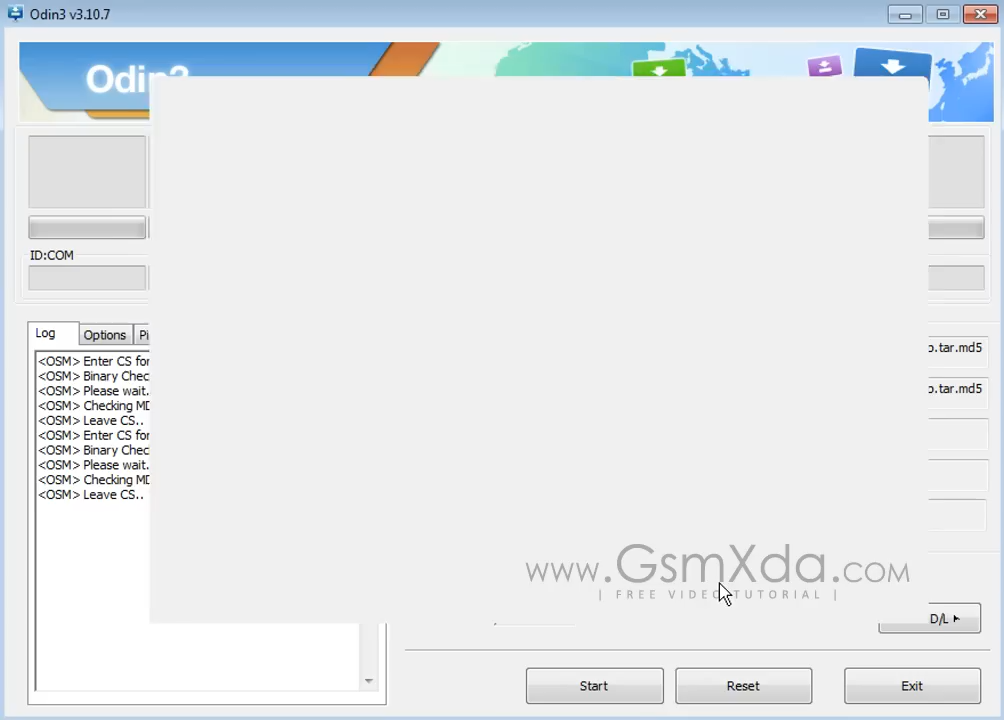 Odin3 v3.10.7
Odin3
ID:COM
Log
Options
Pi
<OSM> Enter CS for
<OSM> Binary Chec
<OSM> Please wait.
<OSM> Checking MD
<OSM> Leave CS..
<OSM> Enter CS for
<OSM> Binary Chec
<OSM> Please wait.
<OSM> Checking MD
<OSM> Leave CS..
.tar.md5
.tar.md5
www.GsmXda.com
| FREE VIDEO TUTORIAL |
D/L
Start
Reset
Exit